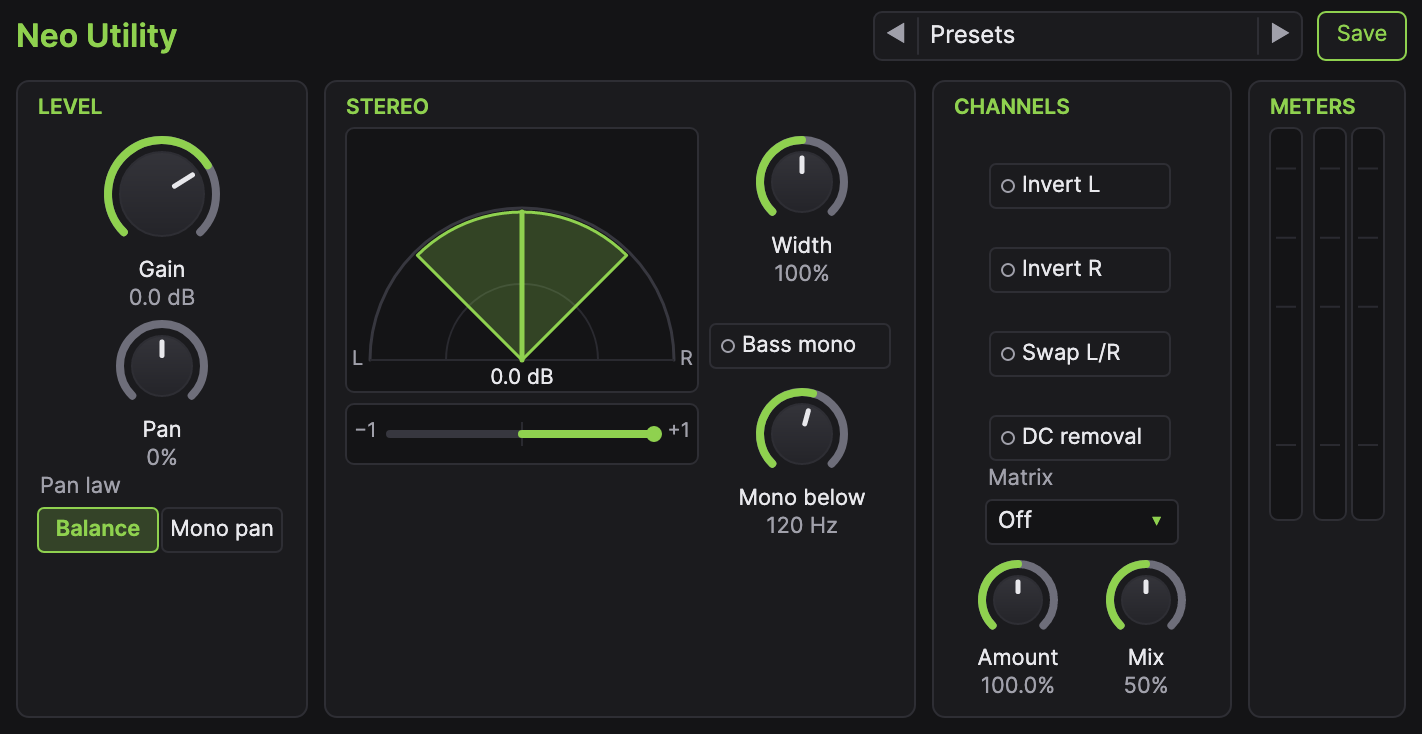 Neo Utility
Presets
Save
LEVEL
Gain
0.0 dB
Pan
0%
Pan law
Balance
Mono pan
STEREO
L
R
0.0 dB
−1
+1
Width
100%
Bass mono
Mono below
120 Hz
CHANNELS
Invert L
Invert R
Swap L/R
DC removal
Matrix
Off
Amount
100.0%
Mix
50%
METERS